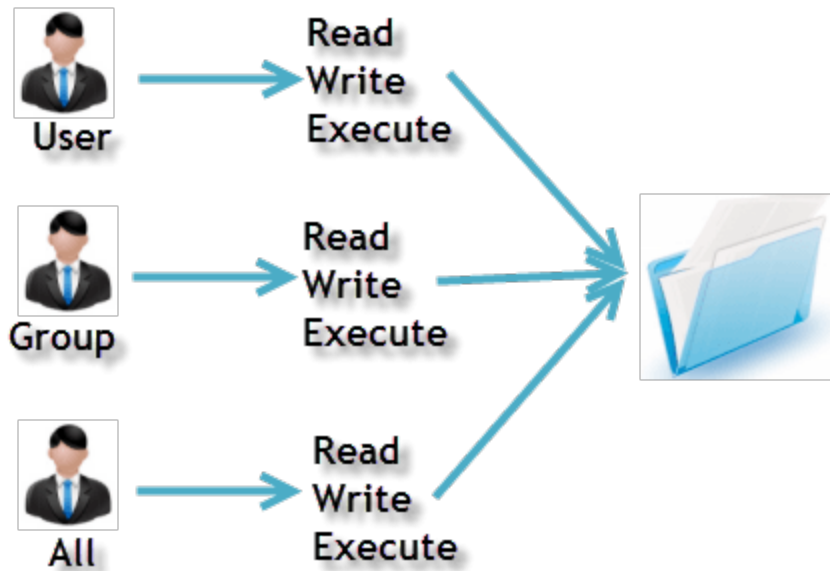 User
Read
Write
Execute
Group
Read
Write
Execute
All
Read
Write
Execute